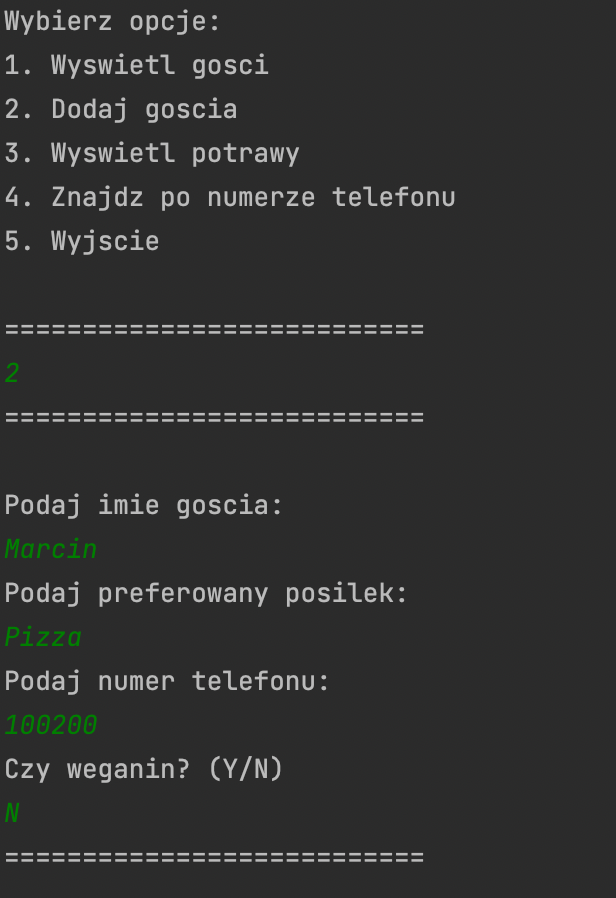 Wybierz opcje:
1. Wyswietl gosci
2. Dodaj goscia
3. Wyswietl potrawy
4. Znajdz po numerze telefonu
5. Wyjscie
===========================
2
===========================
Podaj imie goscia:
Marcin
Podaj preferowany posilek:
Pizza
Podaj numer telefonu:
100200
Czy weganin? (Y/N)
N
===========================